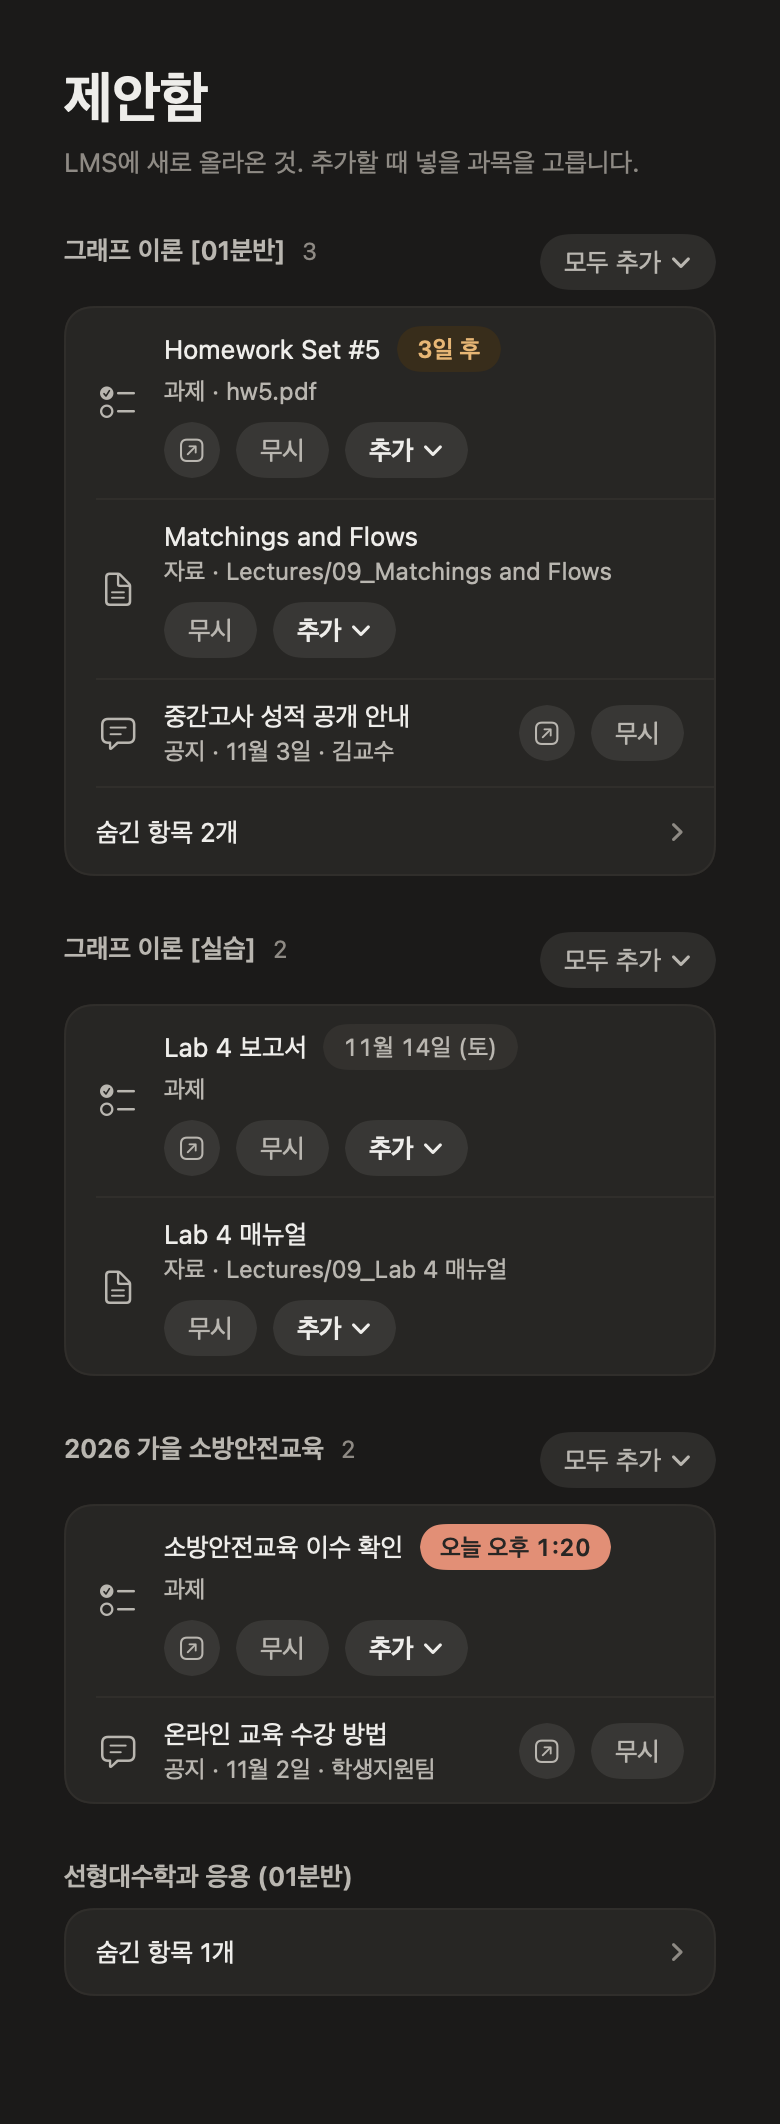 제안함
LMS에 새로 올라온 것. 추가할 때 넣을 과목을 고릅니다.
그래프 이론 [01분반] 3 모두 추가
Homework Set #5 3일 후
과제 · hw5.pdf
무시 추가
Matchings and Flows
자료 · Lectures/09_Matchings and Flows
무시 추가
중간고사 성적 공개 안내
공지 · 11월 3일 · 김교수
무시
숨긴 항목 2개
그래프 이론 [실습] 2 모두 추가
Lab 4 보고서 11월 14일 (토)
과제
무시 추가
Lab 4 매뉴얼
자료 · Lectures/09_Lab 4 매뉴얼
무시 추가
2026 가을 소방안전교육 2 모두 추가
소방안전교육 이수 확인 오늘 오후 1:20
과제
무시 추가
온라인 교육 수강 방법
공지 · 11월 2일 · 학생지원팀
무시
선형대수학과 응용 (01분반)
숨긴 항목 1개